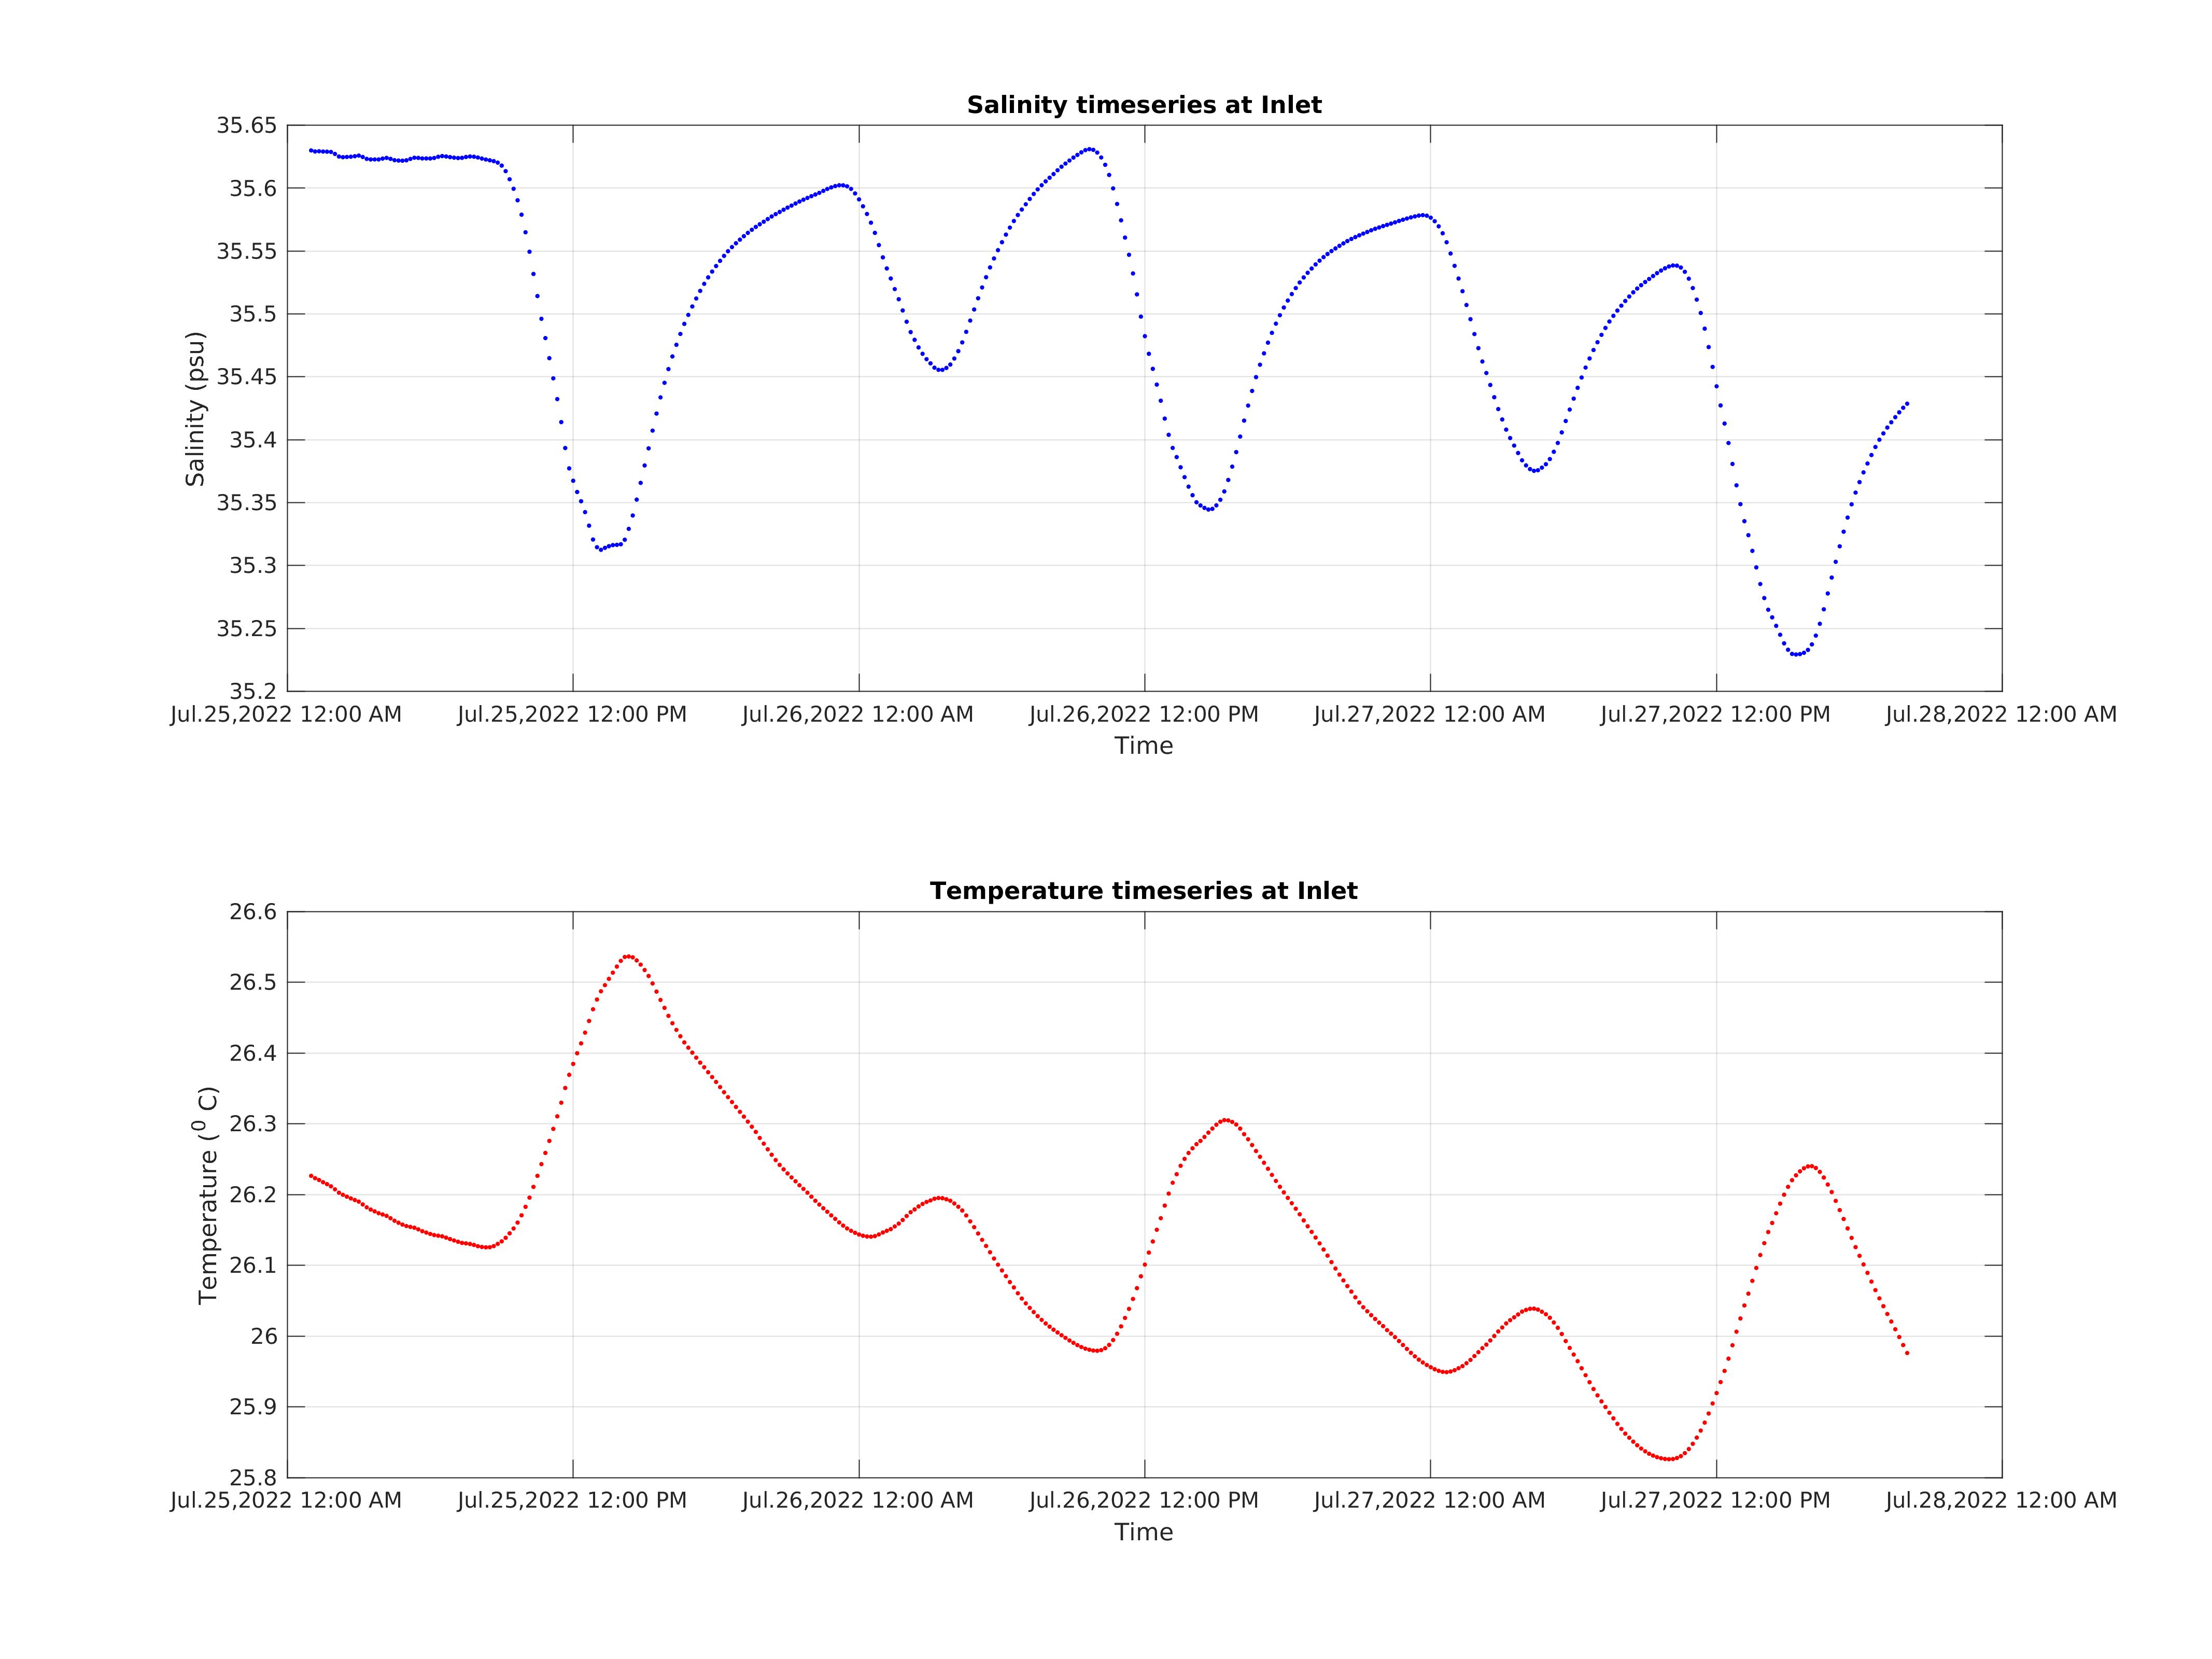 Salinity timeseries at Inlet
35.65
35.6
35.55
35.5
35.45
35.4
35.35
35.3
35.25
35.2
Salinity (psu)
Jul.25,2022 12:00 AM Jul.25,2022 12:00 PM Jul.26,2022 12:00 AM Jul.26,2022 12:00 PM Jul.27,2022 12:00 AM Jul.27,2022 12:00 PM Jul.28,2022 12:00 AM
Time
Temperature timeseries at Inlet
26.6
26.5
26.4
26.3
26.2
26.1
26
25.9
25.8
Temperature (⁰ C)
Jul.25,2022 12:00 AM Jul.25,2022 12:00 PM Jul.26,2022 12:00 AM Jul.26,2022 12:00 PM Jul.27,2022 12:00 AM Jul.27,2022 12:00 PM Jul.28,2022 12:00 AM
Time